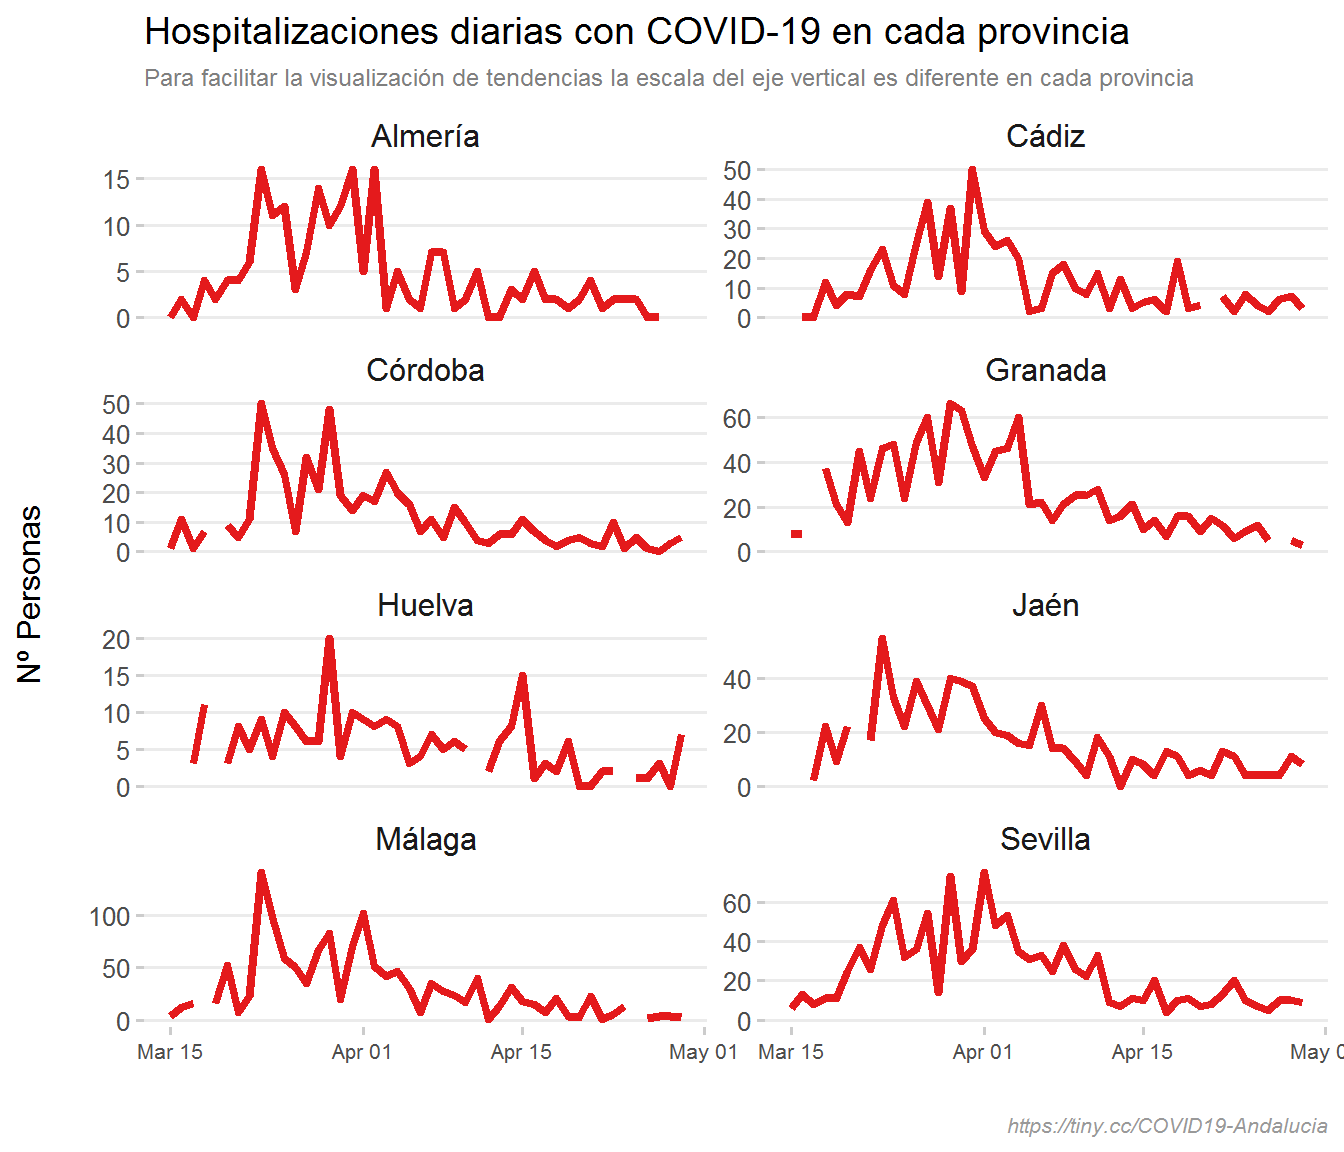 Hospitalizaciones diarias con COVID-19 en cada provincia
Para facilitar la visualización de tendencias la escala del eje vertical es diferente en cada provincia
Nº Personas
Almería
15
10
5
0
Cádiz
50
40
30
20
10
0
Córdoba
50
40
30
20
10
0
Granada
60
40
20
0
Huelva
20
15
10
5
0
Jaén
40
20
0
Málaga
100
50
0
Sevilla
60
40
20
0
Mar 15 Apr 01 Apr 15 May 01
Mar 15 Apr 01 Apr 15 May 0
https://tiny.cc/COVID19-Andalucia